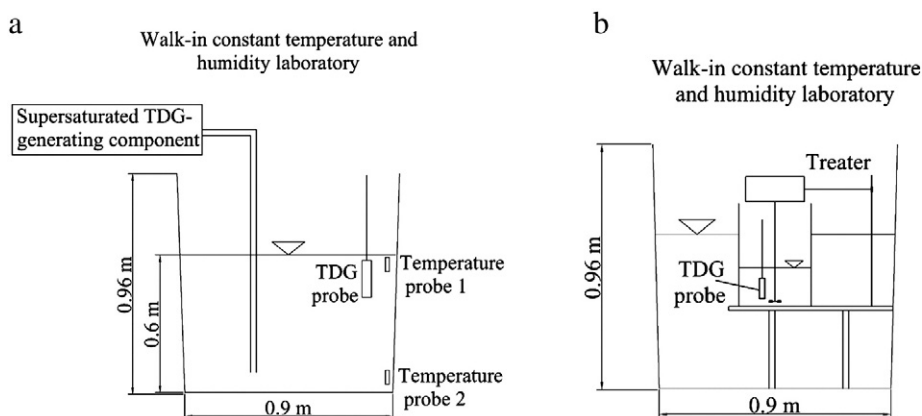 a
Walk-in constant temperature and
humidity laboratory
Supersaturated TDG-
generating component
0.96 m
0.6 m
TDG
probe
Temperature
probe 1
Temperature
probe 2
0.9 m
b
Walk-in constant temperature
and humidity laboratory
Treater
0.96 m
TDG
probe
0.9 m